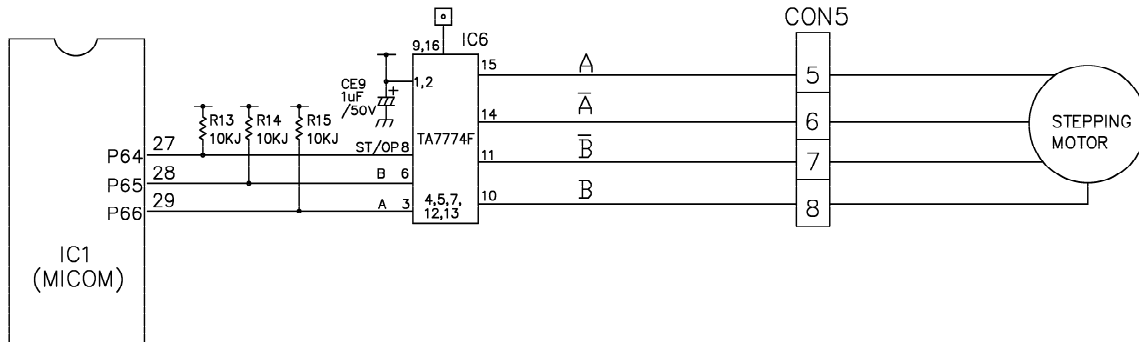 CON5
9,16
IC6
15
A
5
CE9
1uF
/50V
+
1,2
14
A̅
6
STEPPING
MOTOR
R13
10KJ
R14
10KJ
R15
10KJ
TA7774F
P64
27
ST/OP
8
11
B̅
7
P65
28
B
6
P66
29
A
3
4,5,7,
12,13
10
B
8
IC1
(MICOM)